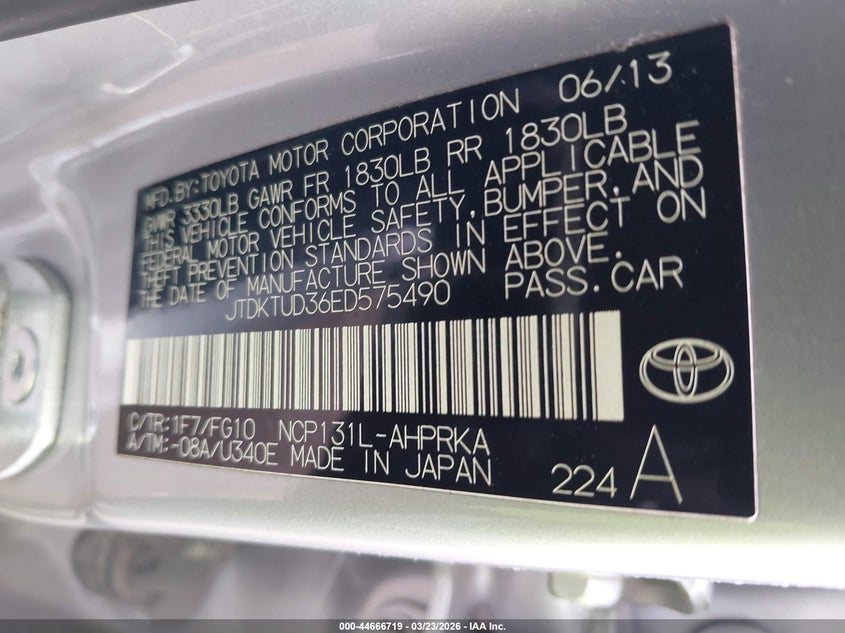 06/13
MFD.BY:TOYOTA MOTOR CORPORATION
GVWR 3330LB GAWR FR 1830LB RR 1830LB
THIS VEHICLE CONFORMS TO ALL APPLICABLE
FEDERAL MOTOR VEHICLE SAFETY,BUMPER,AND
THEFT PREVENTION STANDARDS IN EFFECT ON
THE DATE OF MANUFACTURE SHOWN ABOVE.
JTDKTUD36ED575490 PASS.CAR
C/TR:1F7/FG10 NCP131L-AHPRKA
A/TM:-08A/U340E MADE IN JAPAN
224 A
000-44666719 - 03/23/2026 - IAA Inc.